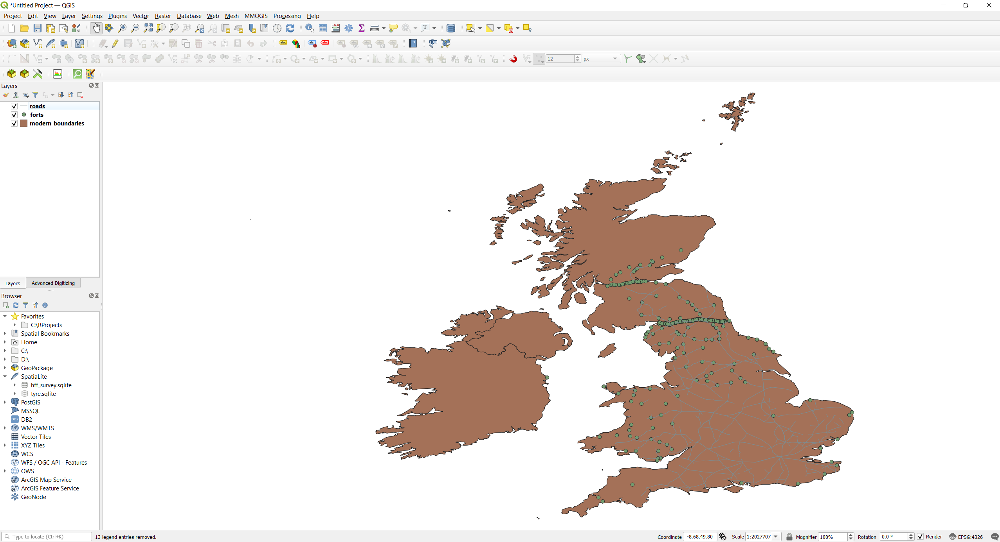 *Untitled Project — QGIS
Project Edit View Layer Settings Plugins Vector Raster Database Web Mesh MMQGIS Processing Help
12 px
Layers
roads
forts
modern_boundaries
Layers Advanced Digitizing
Browser
Favorites
C:\RProjects
Spatial Bookmarks
Home
C:\
D:\
GeoPackage
SpatiaLite
hff_survey.sqlite
tyre.sqlite
PostGIS
MSSQL
DB2
WMS/WMTS
Vector Tiles
XYZ Tiles
WCS
WFS / OGC API - Features
OWS
ArcGIS Map Service
ArcGIS Feature Service
GeoNode
Type to locate (Ctrl+K) 13 legend entries removed. Coordinate -8.68,49.80 Scale 1:2027707 Magnifier 100% Rotation 0.0 ° Render EPSG:4326